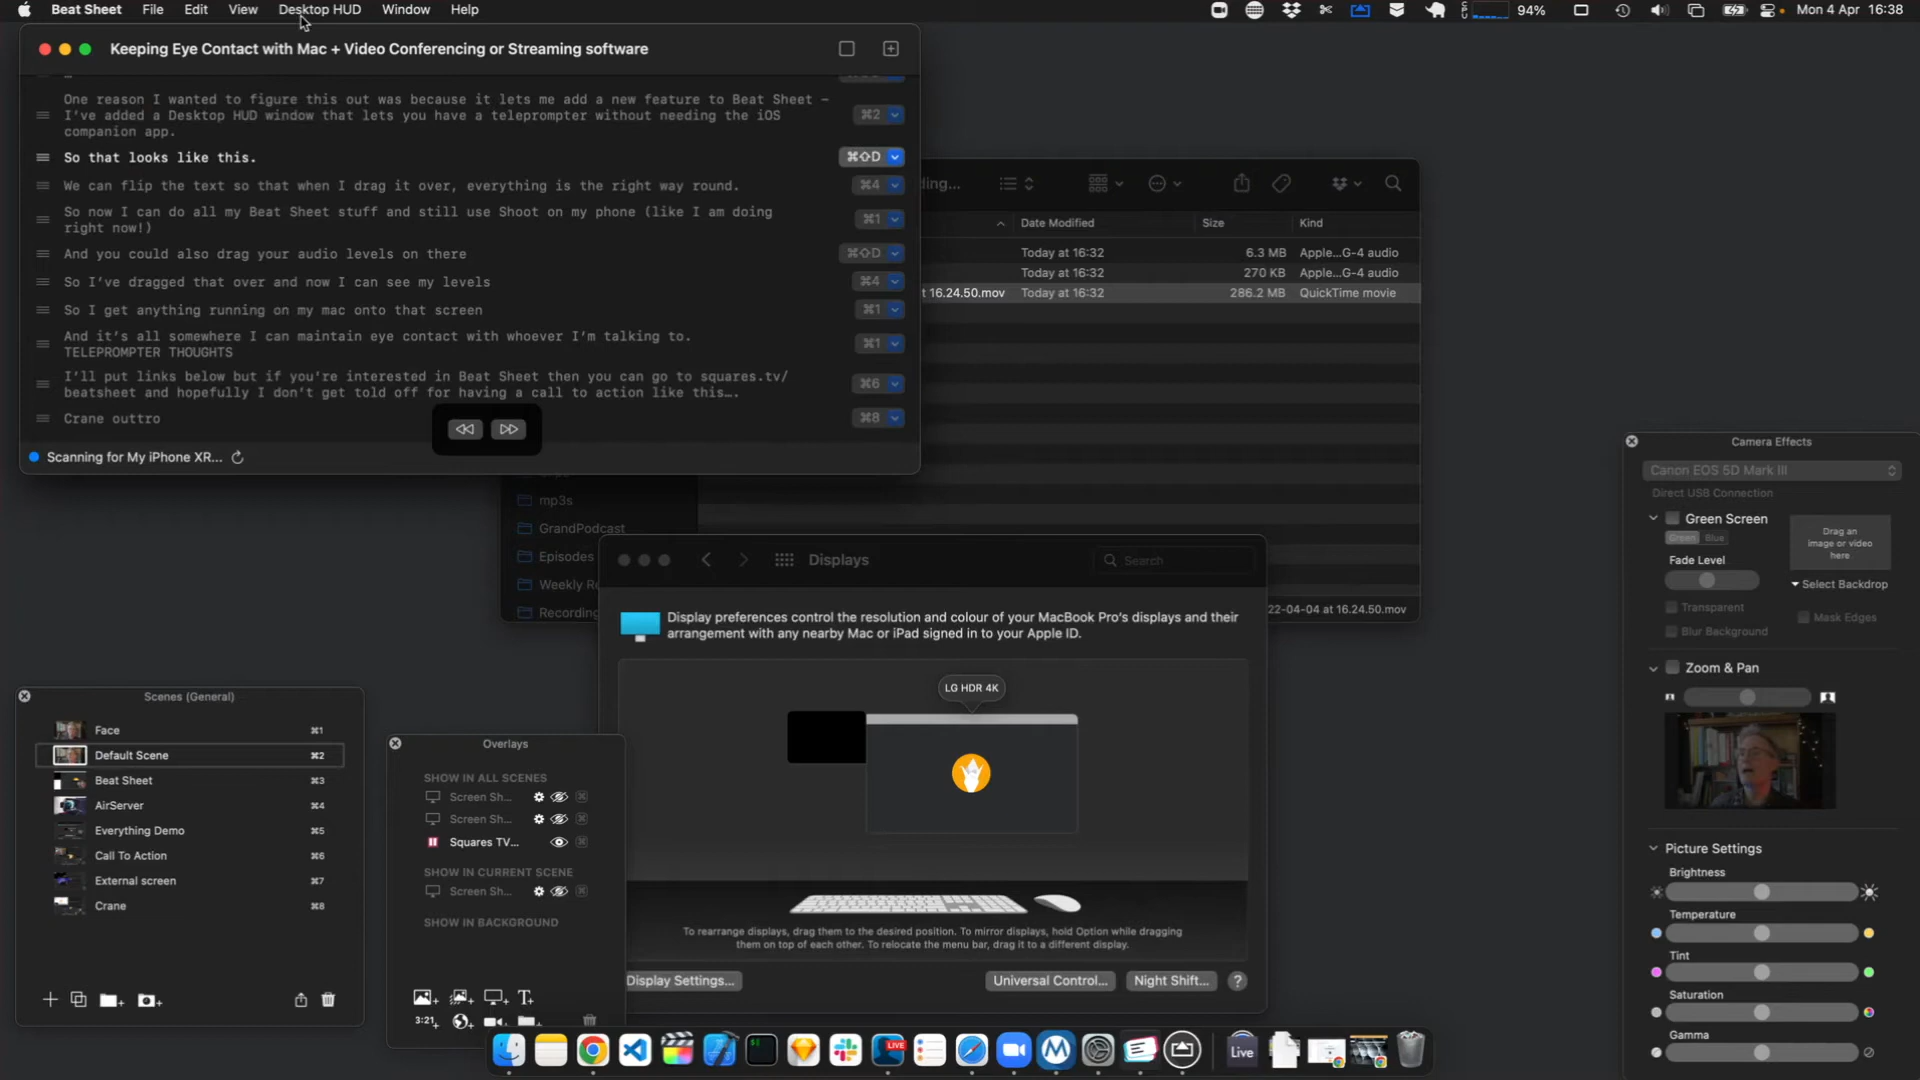 Beat Sheet File Edit View Desktop HUD Window Help
94% Mon 4 Apr 16:38
Keeping Eye Contact with Mac + Video Conferencing or Streaming software
One reason I wanted to figure this out was because it lets me add a new feature to Beat Sheet –
I've added a Desktop HUD window that lets you have a teleprompter without needing the iOS
companion app.
⌘2
So that looks like this.
⌘⇧D
We can flip the text so that when I drag it over, everything is the right way round.
⌘4
So now I can do all my Beat Sheet stuff and still use Shoot on my phone (like I am doing
right now!)
⌘1
And you could also drag your audio levels on there
⌘⇧D
So I've dragged that over and now I can see my levels
⌘4
So I get anything running on my mac onto that screen
⌘1
And it's all somewhere I can maintain eye contact with whoever I'm talking to.
TELEPROMPTER THOUGHTS
⌘1
I'll put links below but if you're interested in Beat Sheet then you can go to squares.tv/
beatsheet and hopefully I don't get told off for having a call to action like this….
⌘6
Crane outtro
⌘8
Scanning for My iPhone XR...
ding...
Date Modified Size Kind
Today at 16:32 6.3 MB Apple...G-4 audio
Today at 16:32 270 KB Apple...G-4 audio
t 16.24.50.mov Today at 16:32 286.2 MB QuickTime movie
mp3s
GrandPodcast
Episodes
Weekly Re
Recording
22-04-04 at 16.24.50.mov
Displays
Search
Display preferences control the resolution and colour of your MacBook Pro's displays and their
arrangement with any nearby Mac or iPad signed in to your Apple ID.
LG HDR 4K
To rearrange displays, drag them to the desired position. To mirror displays, hold Option while dragging
them on top of each other. To relocate the menu bar, drag it to a different display.
Display Settings... Universal Control... Night Shift... ?
Scenes (General)
Face ⌘1
Default Scene ⌘2
Beat Sheet ⌘3
AirServer ⌘4
Everything Demo ⌘5
Call To Action ⌘6
External screen ⌘7
Crane ⌘8
Overlays
SHOW IN ALL SCENES
Screen Sh...
Screen Sh...
Squares TV...
SHOW IN CURRENT SCENE
Screen Sh...
SHOW IN BACKGROUND
3:21
Camera Effects
Canon EOS 5D Mark III
Direct USB Connection
Green Screen
Green Blue
Fade Level
Drag an
image or video
here
Select Backdrop
Transparent
Mask Edges
Blur Background
Zoom & Pan
Picture Settings
Brightness
Temperature
Tint
Saturation
Gamma
LIVE
Live